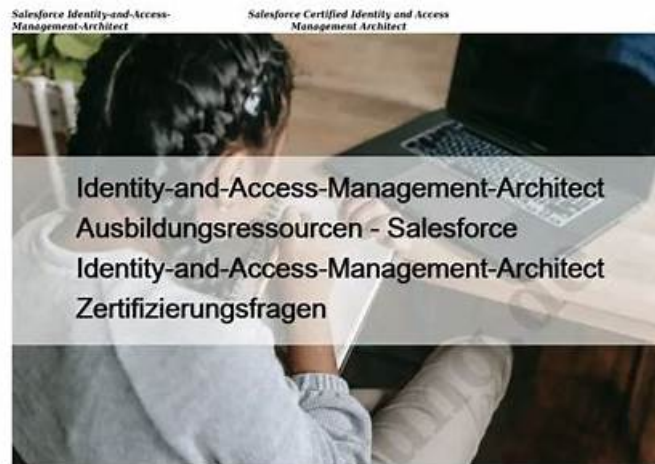 Salesforce Identity-and-Access-
Management-Architect
Salesforce Certified Identity and Access
Management Architect
Identity-and-Access-Management-Architect
Ausbildungsressourcen - Salesforce
Identity-and-Access-Management-Architect
Zertifizierungsfragen